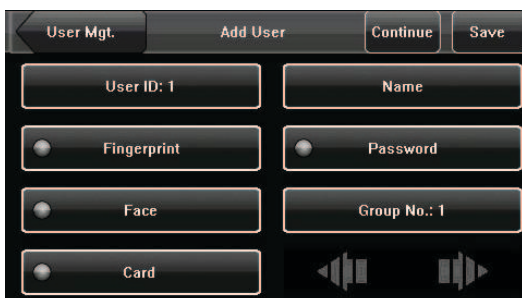 User Mgt. Add User Continue Save
User ID: 1 Name
Fingerprint Password
Face Group No.: 1
Card